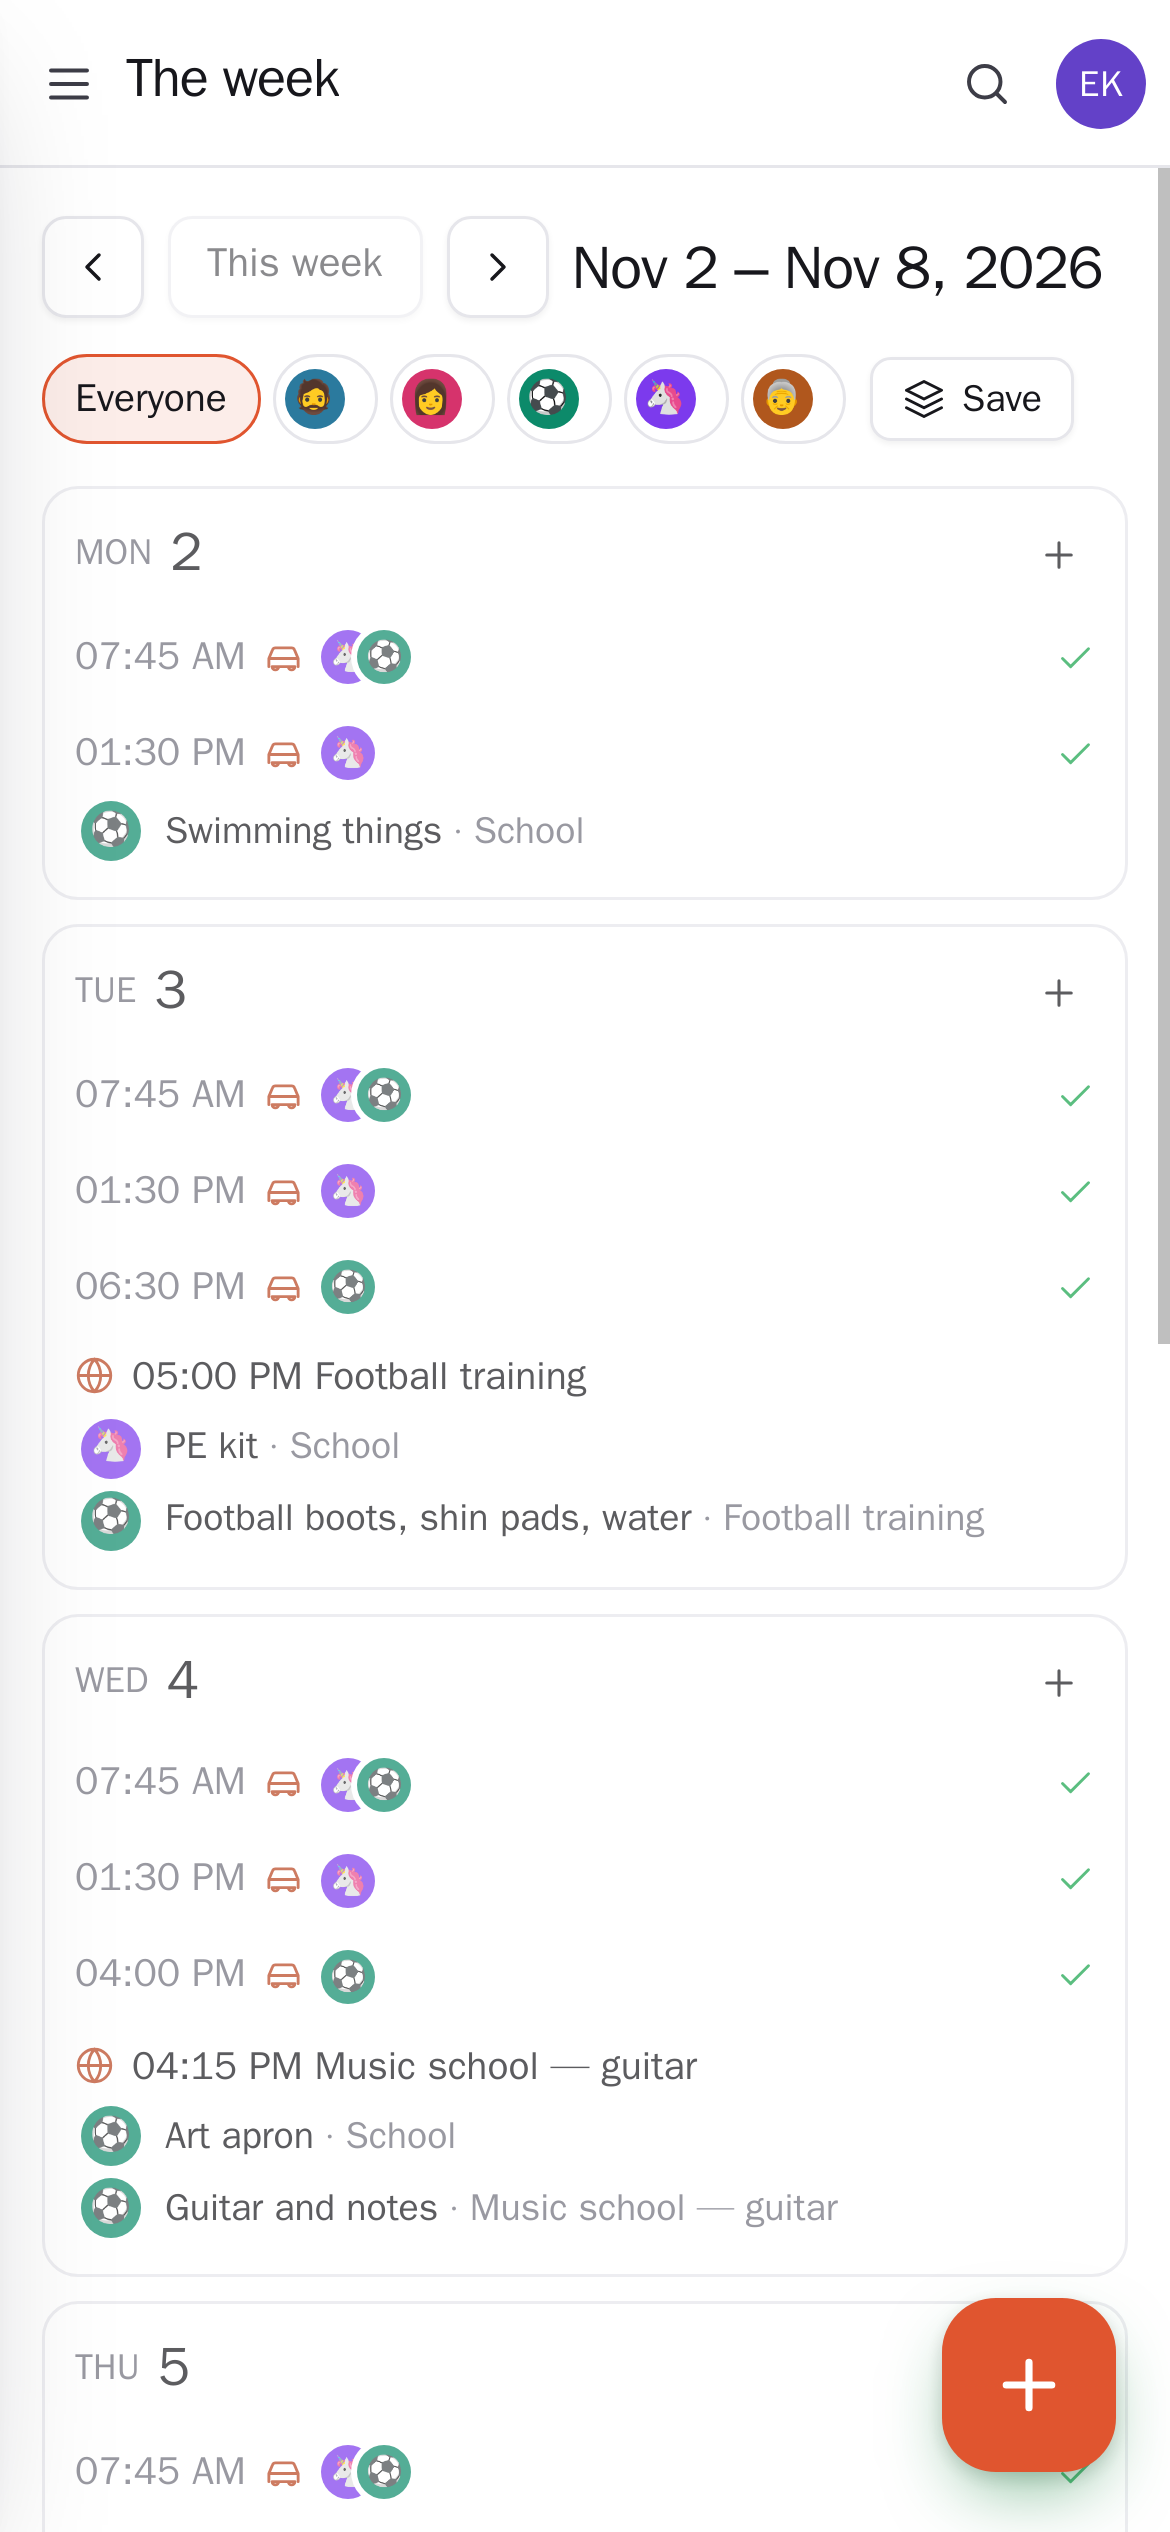 The week
EK
This week
Nov 2 – Nov 8, 2026
Everyone
Save
MON 2
07:45 AM
01:30 PM
Swimming things · School
TUE 3
07:45 AM
01:30 PM
06:30 PM
05:00 PM Football training
PE kit · School
Football boots, shin pads, water · Football training
WED 4
07:45 AM
01:30 PM
04:00 PM
04:15 PM Music school — guitar
Art apron · School
Guitar and notes · Music school — guitar
THU 5
07:45 AM